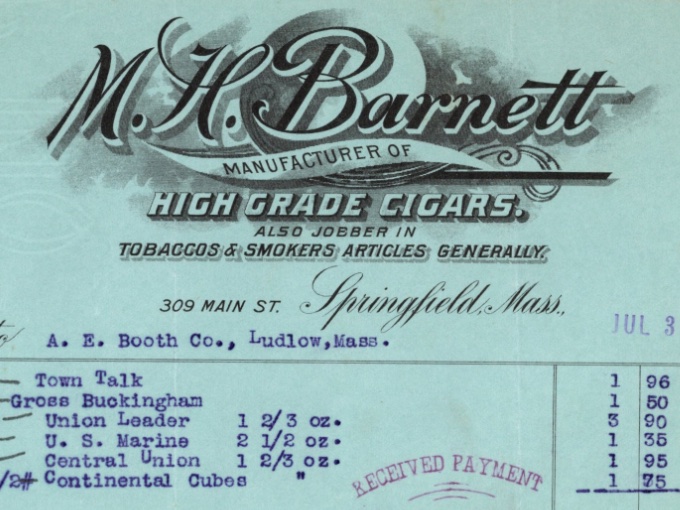 M. H. Barnett
MANUFACTURER OF
HIGH GRADE CIGARS.
ALSO JOBBER IN
TOBACCOS & SMOKERS ARTICLES GENERALLY.
309 MAIN ST. Springfield, Mass.,
JUL 3
to A. E. Booth Co., Ludlow, Mass.
Town Talk 1 96
Gross Buckingham 1 50
Union Leader 1 2/3 oz. 3 90
U. S. Marine 2 1/2 oz. 1 35
Central Union 1 2/3 oz. 1 95
/2# Continental Cubes " 1 75
RECEIVED PAYMENT